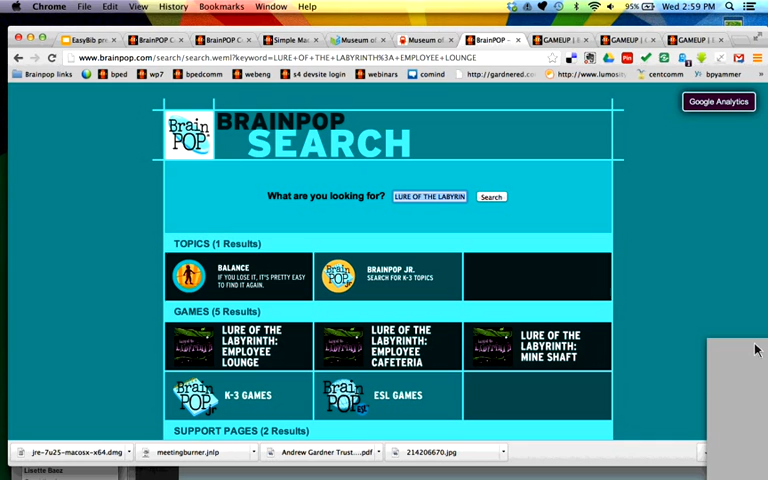 Chrome File Edit View History Bookmarks Window Help 95% Wed 2:59 PM
EasyBib pre BrainPOP C BrainPOP C Simple Mac Museum of Museum of BrainPOP – GAMEUP | GAMEUP | GAMEUP |
www.brainpop.com/search/search.weml?keyword=LURE+OF+THE+LABYRINTH%3A+EMPLOYEE LOUNGE
Brainpop links bped wp7 bpedcomm webeng s4 devsite login webinars comind http://gardnered.co http://www.lumosit centcomm bpyammer
Google Analytics
Brain POP
BRAINPOP
SEARCH
What are you looking for? LURE OF THE LABYRIN Search
TOPICS (1 Results)
BALANCE
IF YOU LOSE IT, IT'S PRETTY EASY
TO FIND IT AGAIN.
BRAINPOP JR.
SEARCH FOR K-3 TOPICS
GAMES (5 Results)
LURE OF THE
LABYRINTH:
EMPLOYEE
LOUNGE
LURE OF THE
LABYRINTH:
EMPLOYEE
CAFETERIA
LURE OF THE
LABYRINTH:
MINE SHAFT
K-3 GAMES
ESL GAMES
SUPPORT PAGES (2 Results)
jre-7u25-macosx-x64.dmg meetingburner.jnlp Andrew Gardner Trust....pdf 214206670.jpg
Lisette Baez